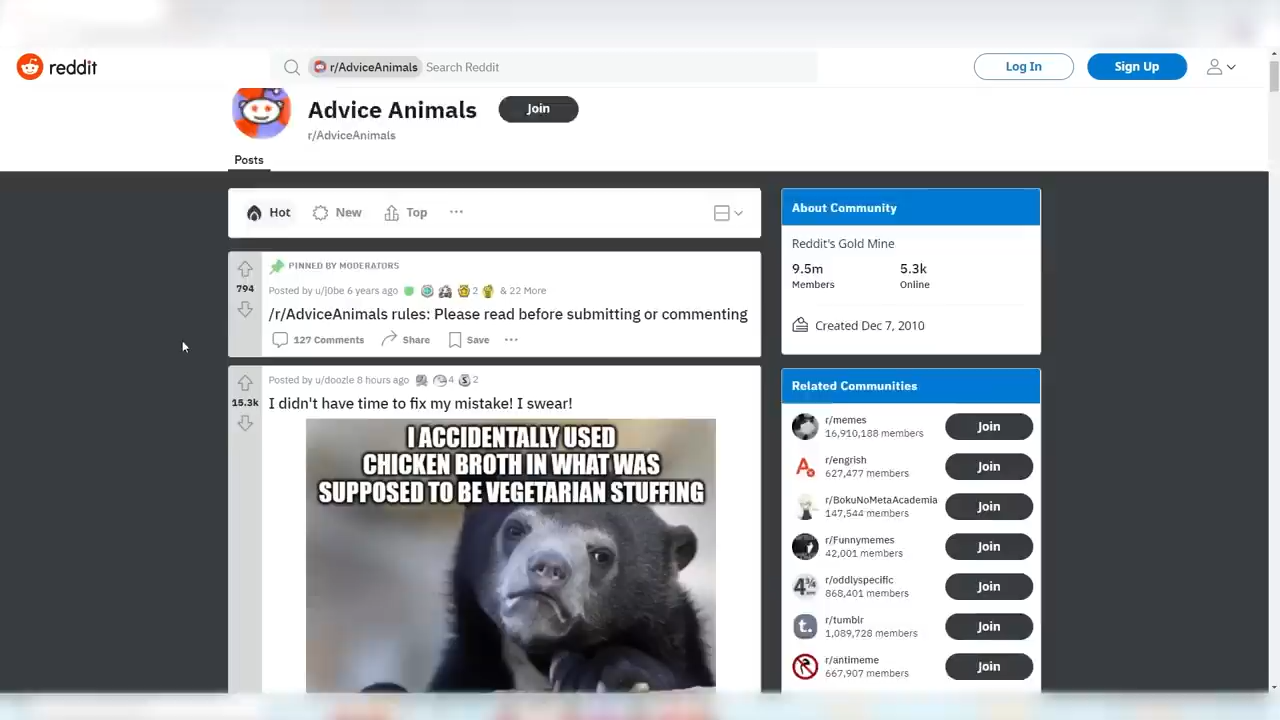 reddit
r/AdviceAnimals Search Reddit
Log In
Sign Up
Advice Animals
Join
r/AdviceAnimals
Posts
Hot
New
Top
PINNED BY MODERATORS
794
Posted by u/j0be 6 years ago 2 & 22 More
/r/AdviceAnimals rules: Please read before submitting or commenting
127 Comments
Share
Save
15.3k
Posted by u/doozle 8 hours ago 4 2
I didn't have time to fix my mistake! I swear!
I ACCIDENTALLY USED
CHICKEN BROTH IN WHAT WAS
SUPPOSED TO BE VEGETARIAN STUFFING
About Community
Reddit's Gold Mine
9.5m 5.3k
Members Online
Created Dec 7, 2010
Related Communities
r/memes
16,910,188 members
Join
r/engrish
627,477 members
Join
r/BokuNoMetaAcademia
147,544 members
Join
r/Funnymemes
42,001 members
Join
r/oddlyspecific
868,401 members
Join
r/tumblr
1,089,728 members
Join
r/antimeme
667,907 members
Join